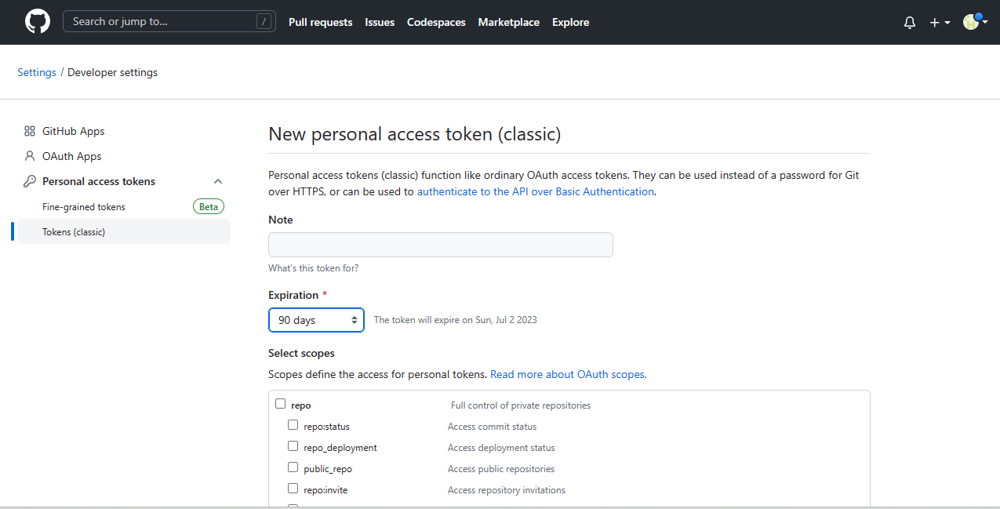 Search or jump to...
/
Pull requests
Issues
Codespaces
Marketplace
Explore
Settings / Developer settings
GitHub Apps
OAuth Apps
Personal access tokens
Fine-grained tokens
Beta
Tokens (classic)
New personal access token (classic)
Personal access tokens (classic) function like ordinary OAuth access tokens. They can be used instead of a password for Git
over HTTPS, or can be used to authenticate to the API over Basic Authentication.
Note
What's this token for?
Expiration *
90 days
The token will expire on Sun, Jul 2 2023
Select scopes
Scopes define the access for personal tokens. Read more about OAuth scopes.
repo Full control of private repositories
repo:status Access commit status
repo_deployment Access deployment status
public_repo Access public repositories
repo:invite Access repository invitations